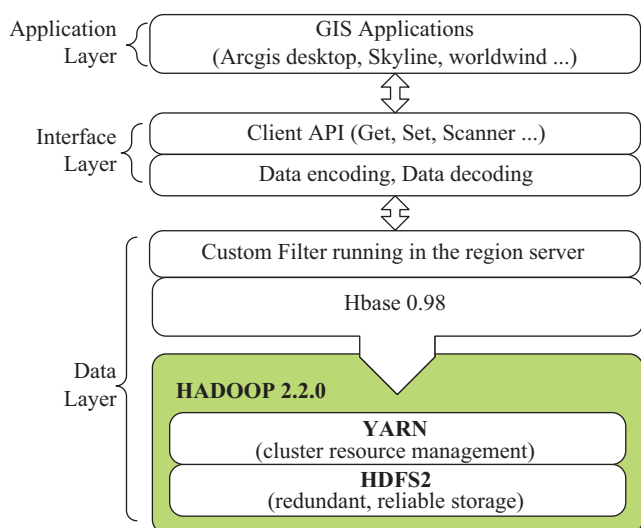 Application
Layer
GIS Applications
(Arcgis desktop, Skyline, worldwind ...)
Interface
Layer
Client API (Get, Set, Scanner ...)
Data encoding, Data decoding
Data
Layer
Custom Filter running in the region server
Hbase 0.98
HADOOP 2.2.0
YARN
(cluster resource management)
HDFS2
(redundant, reliable storage)